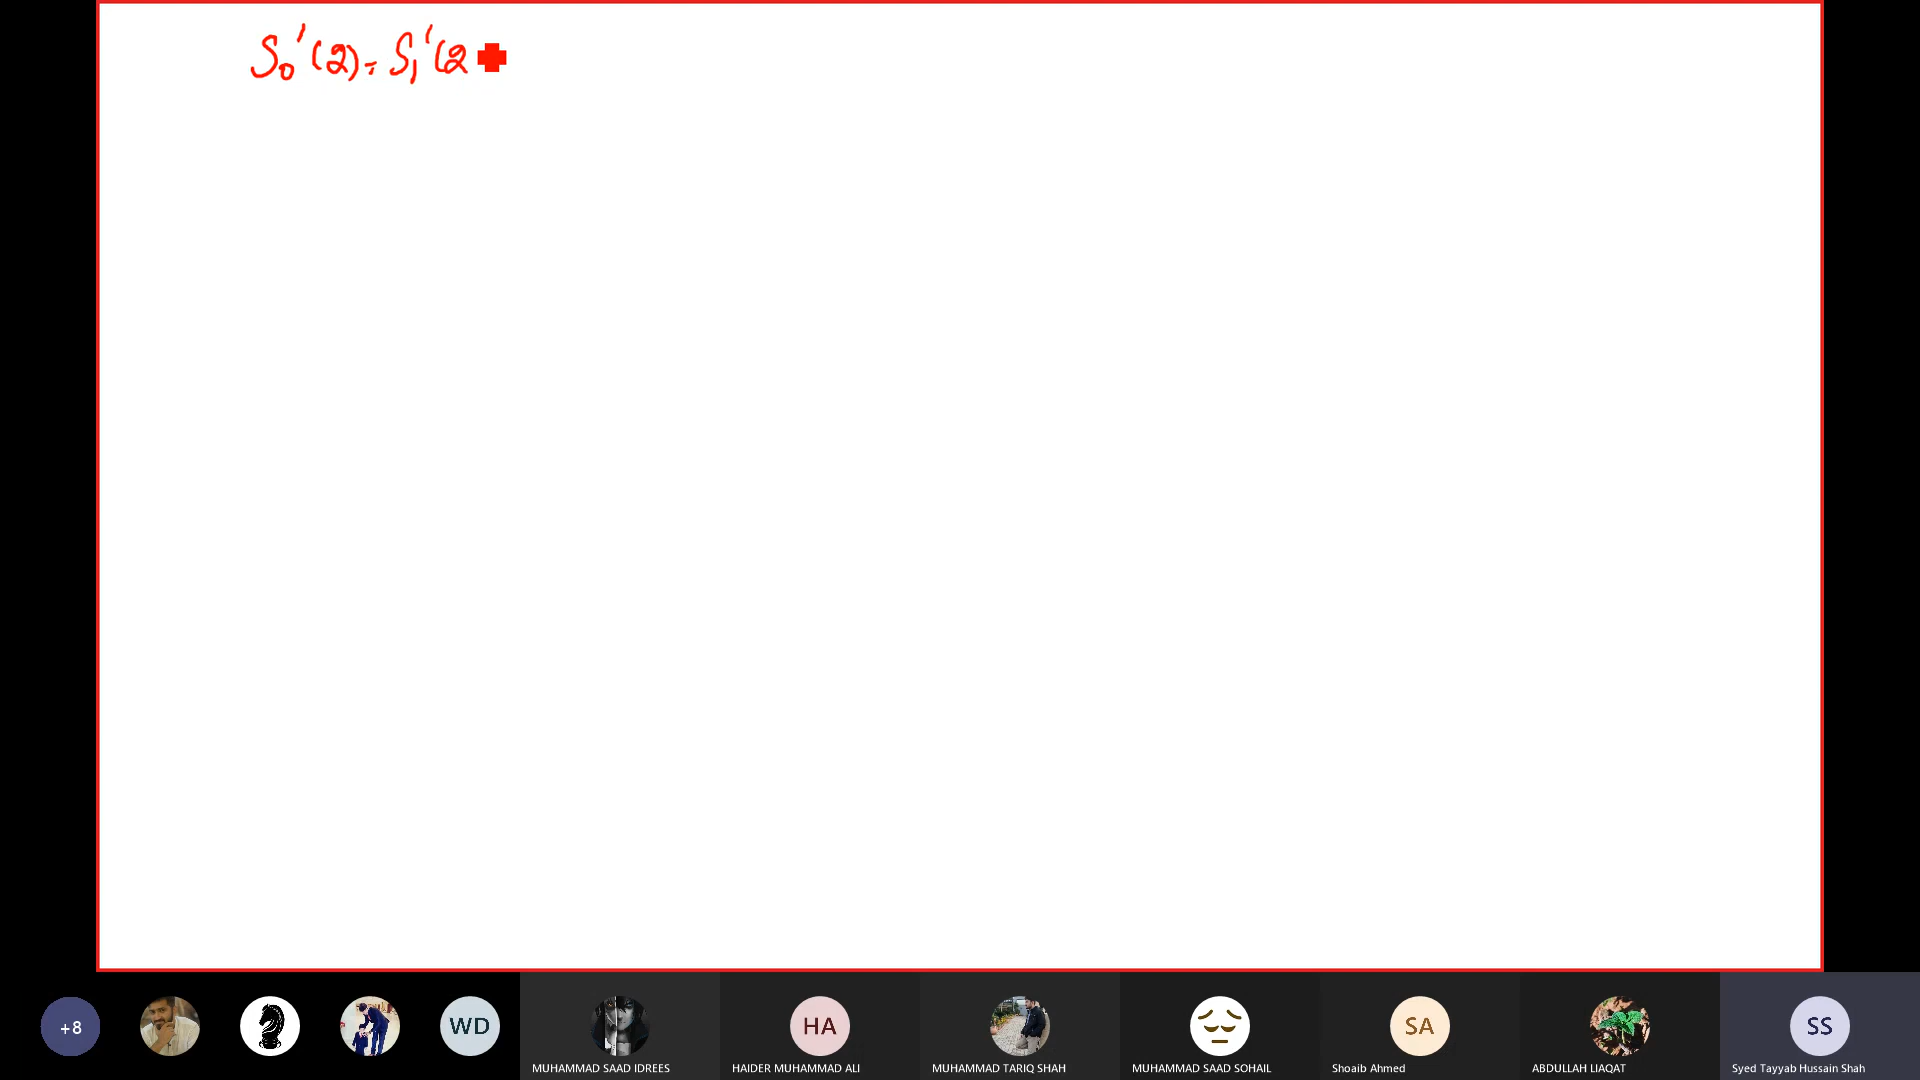 S₀'(2) = S₁'(2
+8
WD
HA
SA
SS
MUHAMMAD SAAD IDREES
HAIDER MUHAMMAD ALI
MUHAMMAD TARIQ SHAH
MUHAMMAD SAAD SOHAIL
Shoaib Ahmed
ABDULLAH LIAQAT
Syed Tayyab Hussain Shah